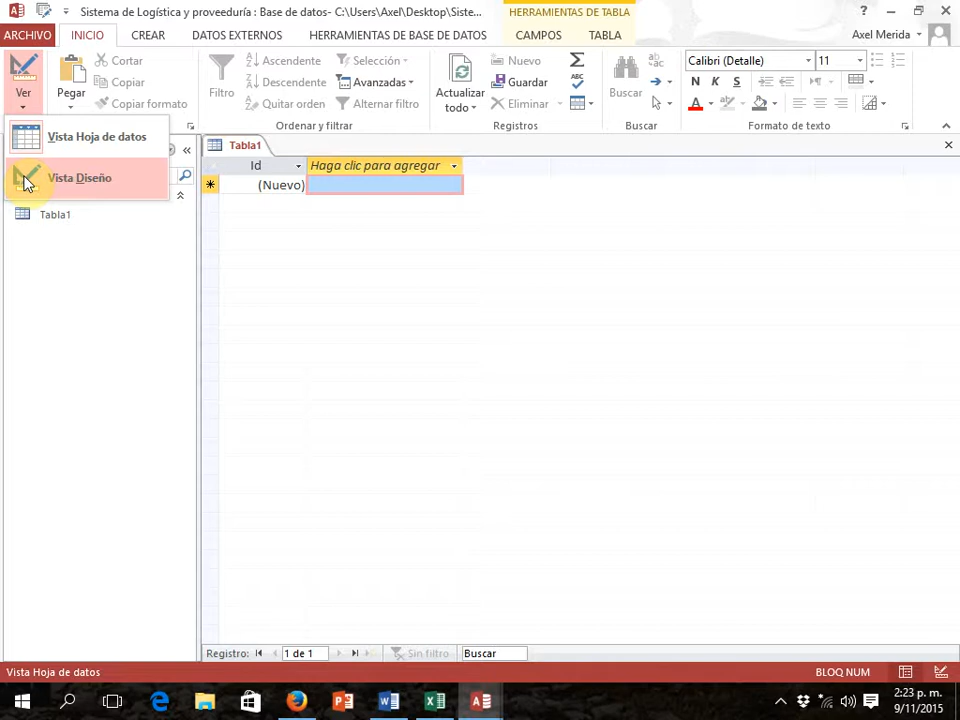 Sistema de Logística y proveeduría : Base de datos- C:\Users\Axel\Desktop\Siste...
HERRAMIENTAS DE TABLA
ARCHIVO INICIO CREAR DATOS EXTERNOS HERRAMIENTAS DE BASE DE DATOS CAMPOS TABLA Axel Merida
Ver
Pegar
Cortar
Copiar
Copiar formato
Filtro
Ascendente
Descendente
Quitar orden
Selección
Avanzadas
Alternar filtro
Ordenar y filtrar
Actualizar
todo
Nuevo
Guardar
Eliminar
Registros
Buscar
Buscar
Calibri (Detalle) 11
N K S
Formato de texto
Vista Hoja de datos
Vista Diseño
Tabla1
Tabla1
Id Haga clic para agregar
(Nuevo)
Registro: 1 de 1 Sin filtro Buscar
Vista Hoja de datos BLOQ NUM
2:23 p. m.
9/11/2015